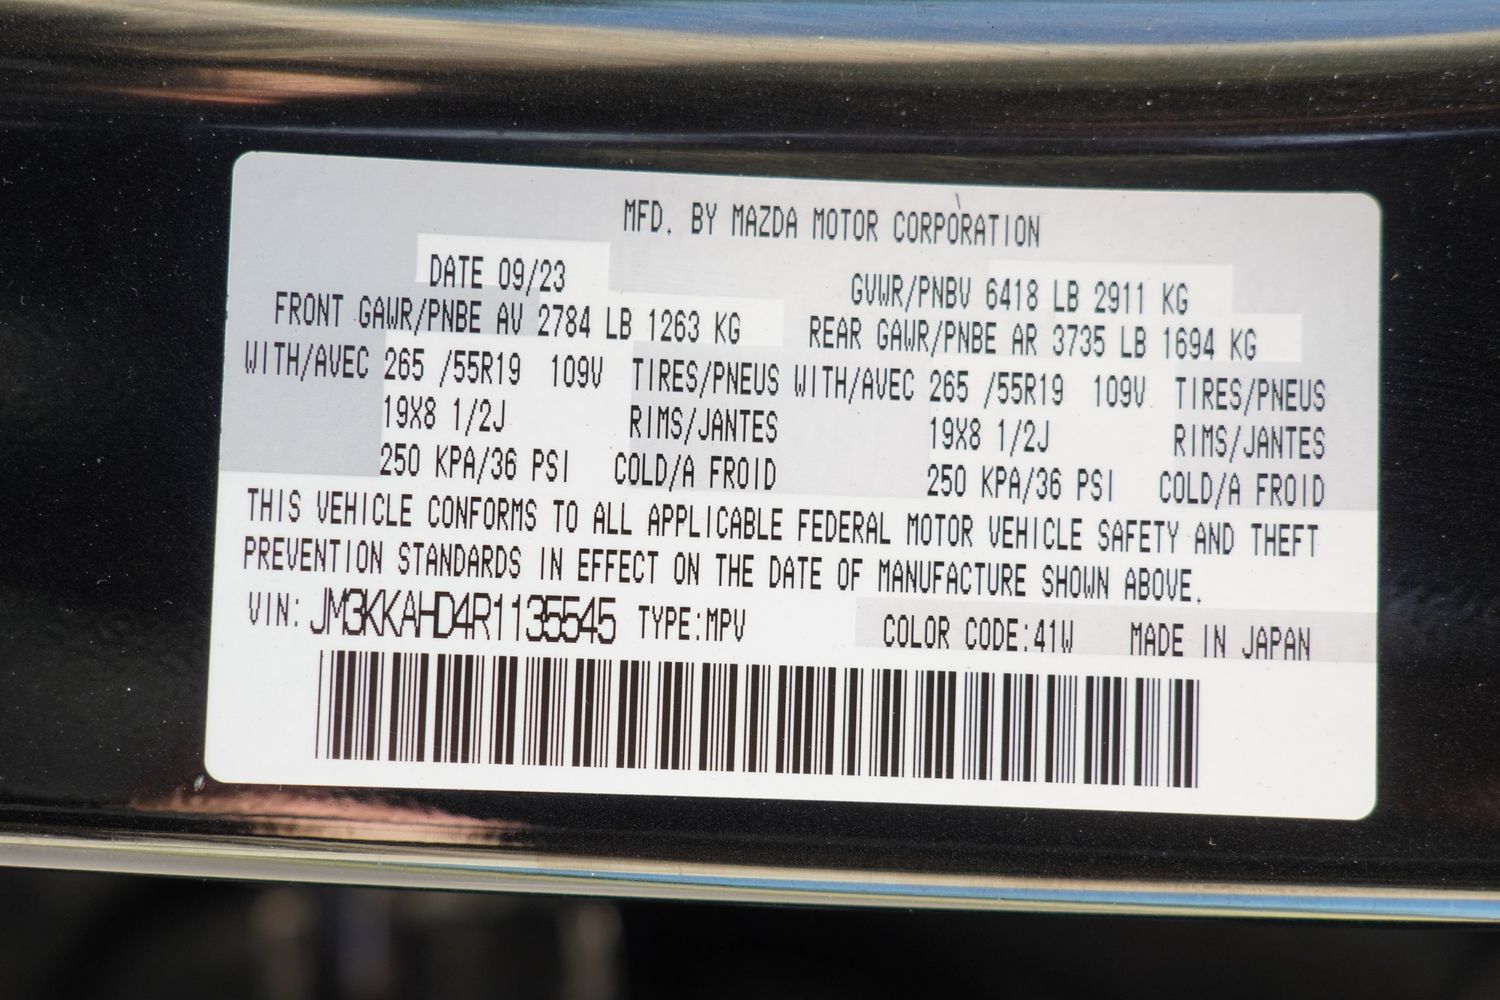 MFD. BY MAZDA MOTOR CORPORATION
DATE 09/23 GVWR/PNBV 6418 LB 2911 KG
FRONT GAWR/PNBE AV 2784 LB 1263 KG REAR GAWR/PNBE AR 3735 LB 1694 KG
WITH/AVEC 265 /55R19 109V TIRES/PNEUS WITH/AVEC 265 /55R19 109V TIRES/PNEUS
19X8 1/2J RIMS/JANTES 19X8 1/2J RIMS/JANTES
250 KPA/36 PSI COLD/A FROID 250 KPA/36 PSI COLD/A FROID
THIS VEHICLE CONFORMS TO ALL APPLICABLE FEDERAL MOTOR VEHICLE SAFETY AND THEFT
PREVENTION STANDARDS IN EFFECT ON THE DATE OF MANUFACTURE SHOWN ABOVE.
VIN: JM3KKAHD4R1135545 TYPE:MPV COLOR CODE:41W MADE IN JAPAN